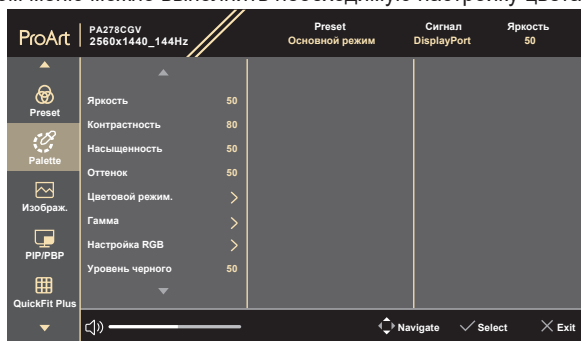 ProArt
PA278CGV
2560x1440_144Hz
Preset
Основной режим
Сигнал
DisplayPort
Яркость
50
Preset
Palette
Изображ.
PIP/PBP
QuickFit Plus
Яркость 50
Контрастность 80
Насыщенность 50
Оттенок 50
Цветовой режим.
Гамма
Настройка RGB
Уровень черного 50
Navigate
Select
Exit